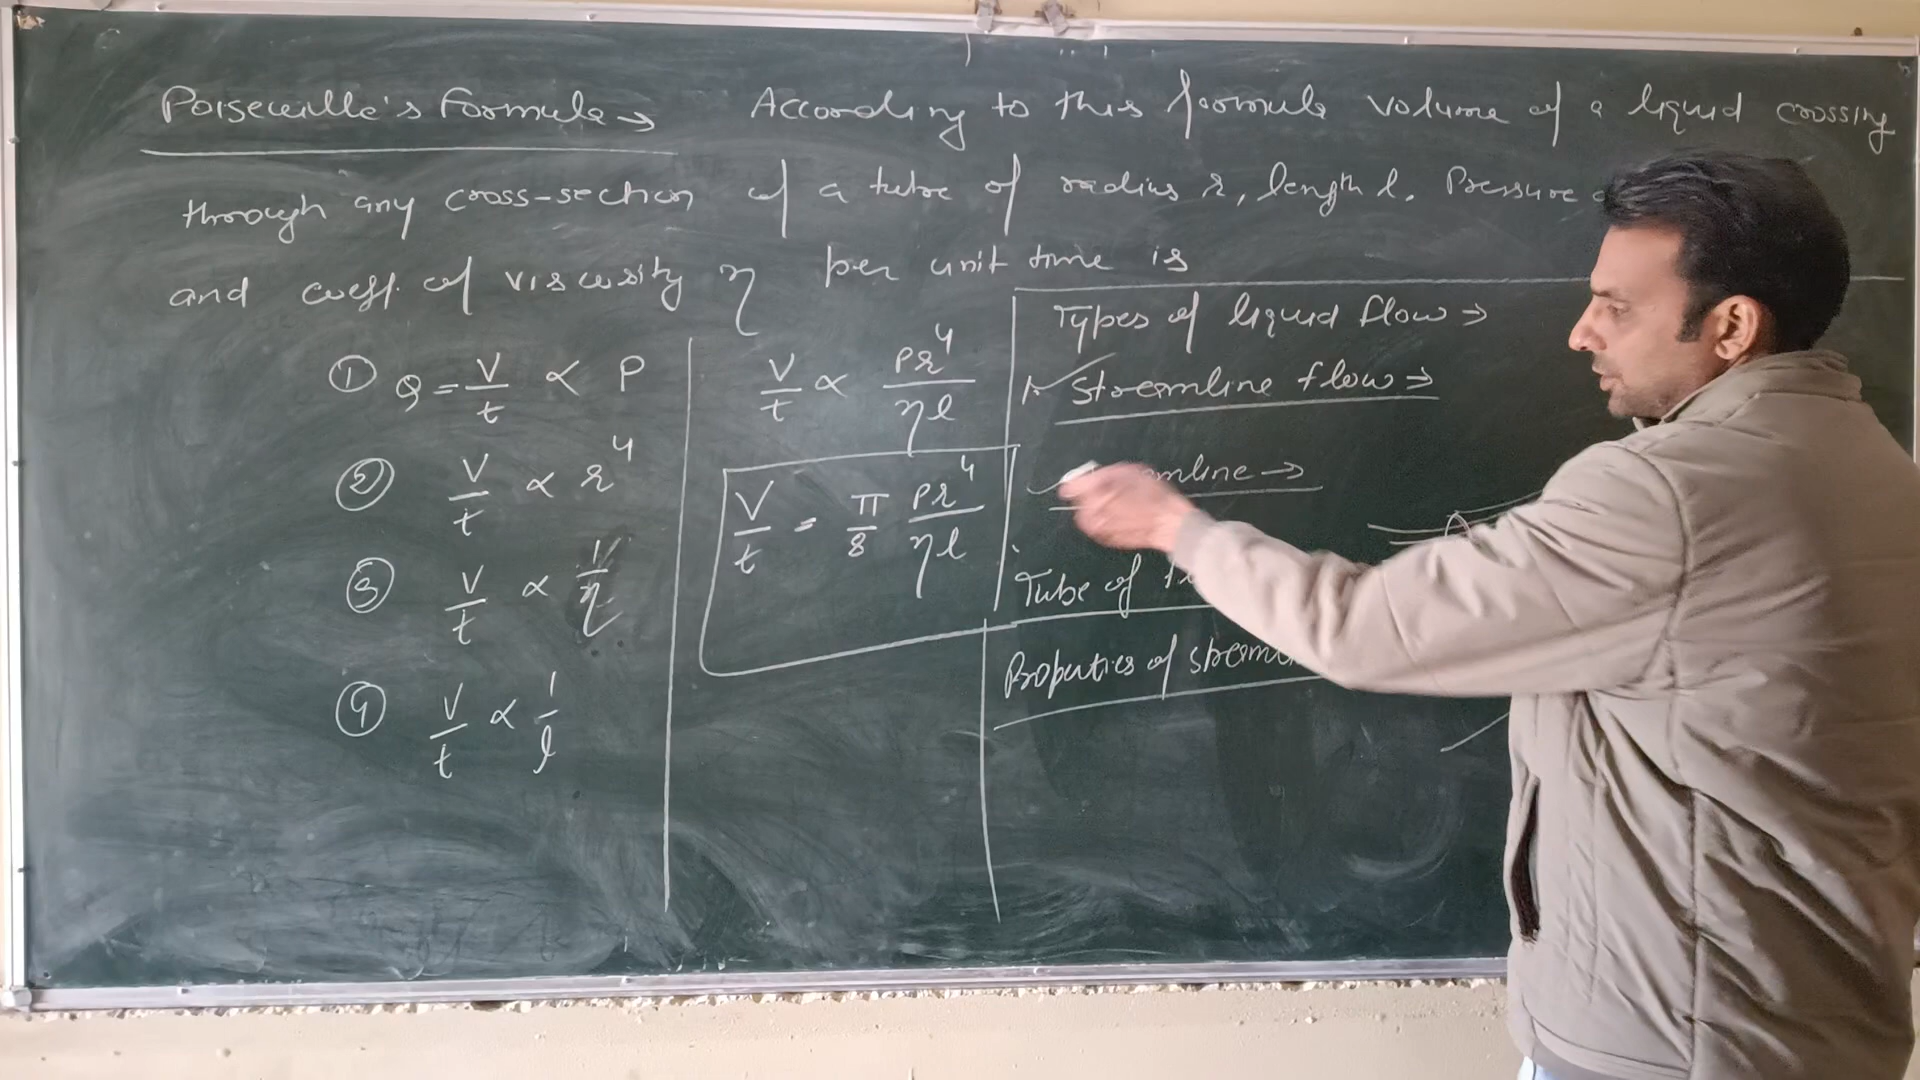 Poiseuille's Formula → According to this formula volume of a liquid crossing
through any cross-section of a tube of radius r, length l. Pressure
and coeff. of viscosity η per unit time is
① Q = V/t ∝ P
② V/t ∝ r⁴
③ V/t ∝ 1/η
④ V/t ∝ 1/l
V/t ∝ Pr⁴/ηl
V/t = π/8 Pr⁴/ηl
Types of liquid flow ⇒
1. Streamline flow ⇒
mline →
Tube of
Properties of stream